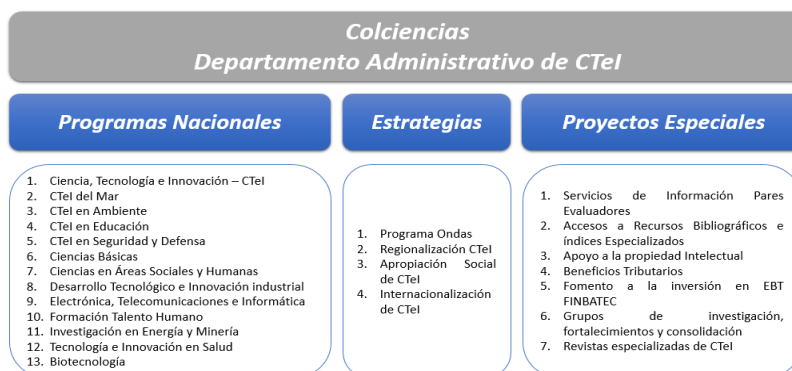 Colciencias
Departamento Administrativo de CTeI
Programas Nacionales
1. Ciencia, Tecnología e Innovación – CTeI
2. CTeI del Mar
3. CTeI en Ambiente
4. CTeI en Educación
5. CTeI en Seguridad y Defensa
6. Ciencias Básicas
7. Ciencias en Áreas Sociales y Humanas
8. Desarrollo Tecnológico e Innovación industrial
9. Electrónica, Telecomunicaciones e Informática
10. Formación Talento Humano
11. Investigación en Energía y Minería
12. Tecnología e Innovación en Salud
13. Biotecnología
Estrategias
1. Programa Ondas
2. Regionalización CTeI
3. Apropiación Social
de CTeI
4. Internacionalización
de CTeI
Proyectos Especiales
1. Servicios de Información Pares
Evaluadores
2. Accesos a Recursos Bibliográficos e
índices Especializados
3. Apoyo a la propiedad Intelectual
4. Beneficios Tributarios
5. Fomento a la inversión en EBT
FINBATEC
6. Grupos de investigación,
fortalecimientos y consolidación
7. Revistas especializadas de CTeI